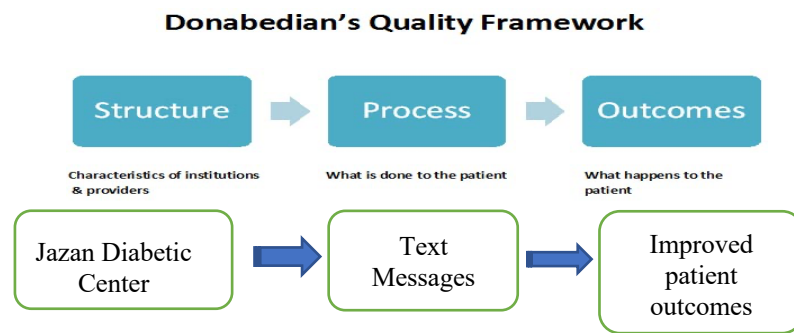 Donabedian's Quality Framework
Structure
Process
Outcomes
Characteristics of institutions
& providers
What is done to the patient
What happens to the
patient
Jazan Diabetic
Center
Text
Messages
Improved
patient
outcomes